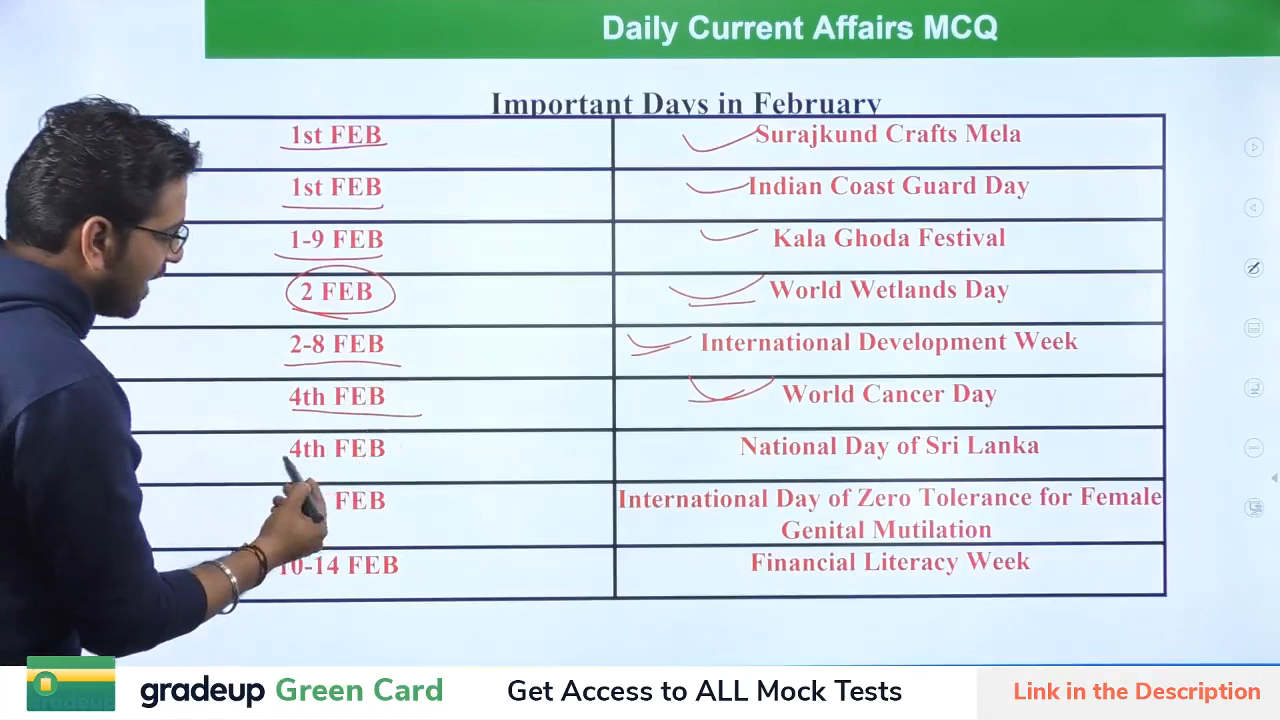 Daily Current Affairs MCQ
Important Days in February
1st FEB Surajkund Crafts Mela
1st FEB Indian Coast Guard Day
1-9 FEB Kala Ghoda Festival
2 FEB World Wetlands Day
2-8 FEB International Development Week
4th FEB World Cancer Day
4th FEB National Day of Sri Lanka
FEB International Day of Zero Tolerance for Female
Genital Mutilation
10-14 FEB Financial Literacy Week
gradeup Green Card Get Access to ALL Mock Tests Link in the Description